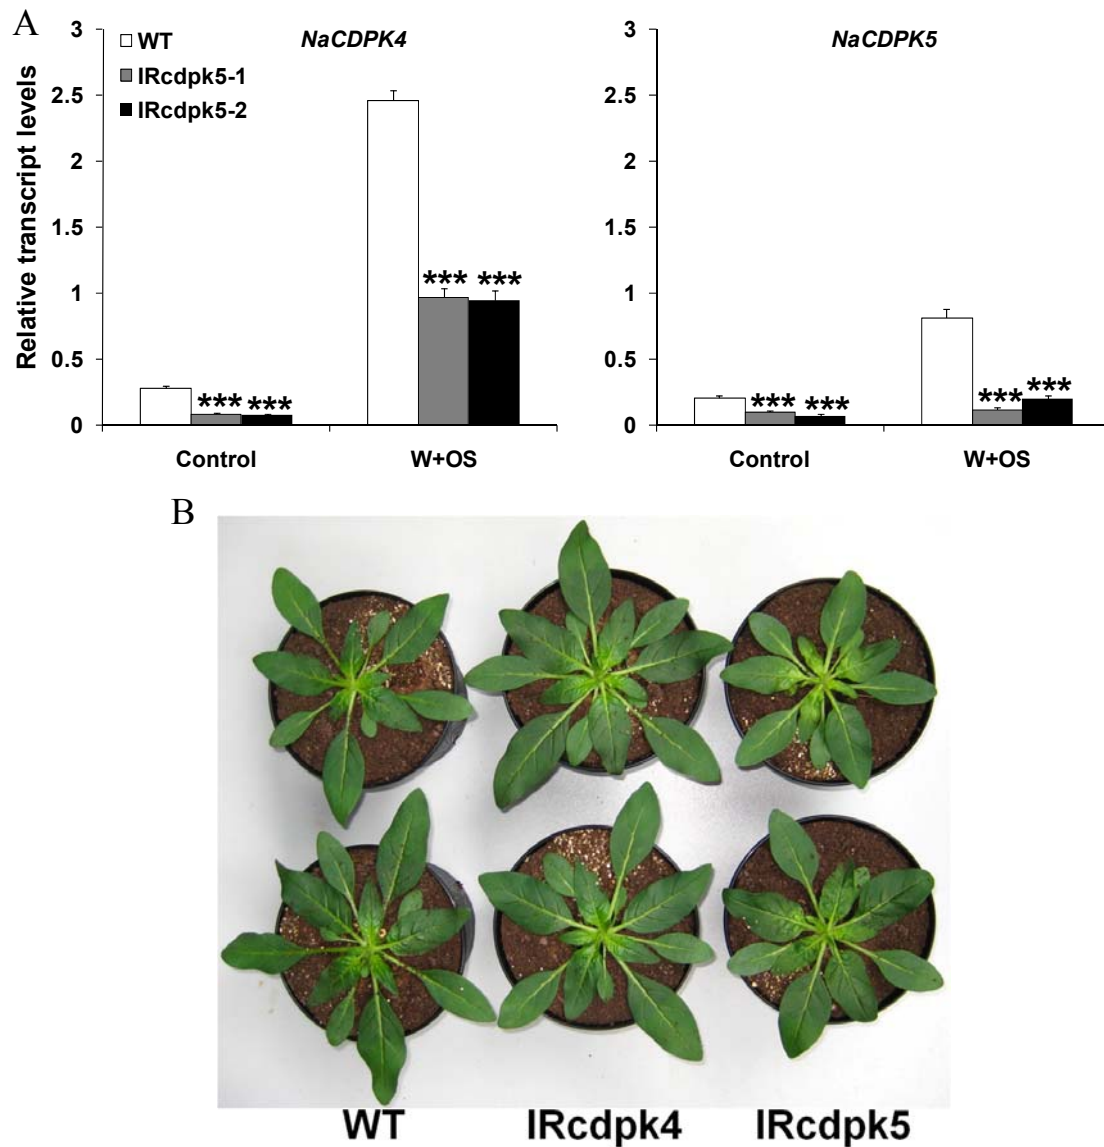 A
3
2.5
2
1.5
1
0.5
0
Relative transcript levels
WT
IRcdpk5-1
IRcdpk5-2
NaCDPK4
*** ***
*** ***
Control W+OS
3
2.5
2
1.5
1
0.5
0
NaCDPK5
*** ***
*** ***
Control W+OS
B
WT IRcdpk4 IRcdpk5